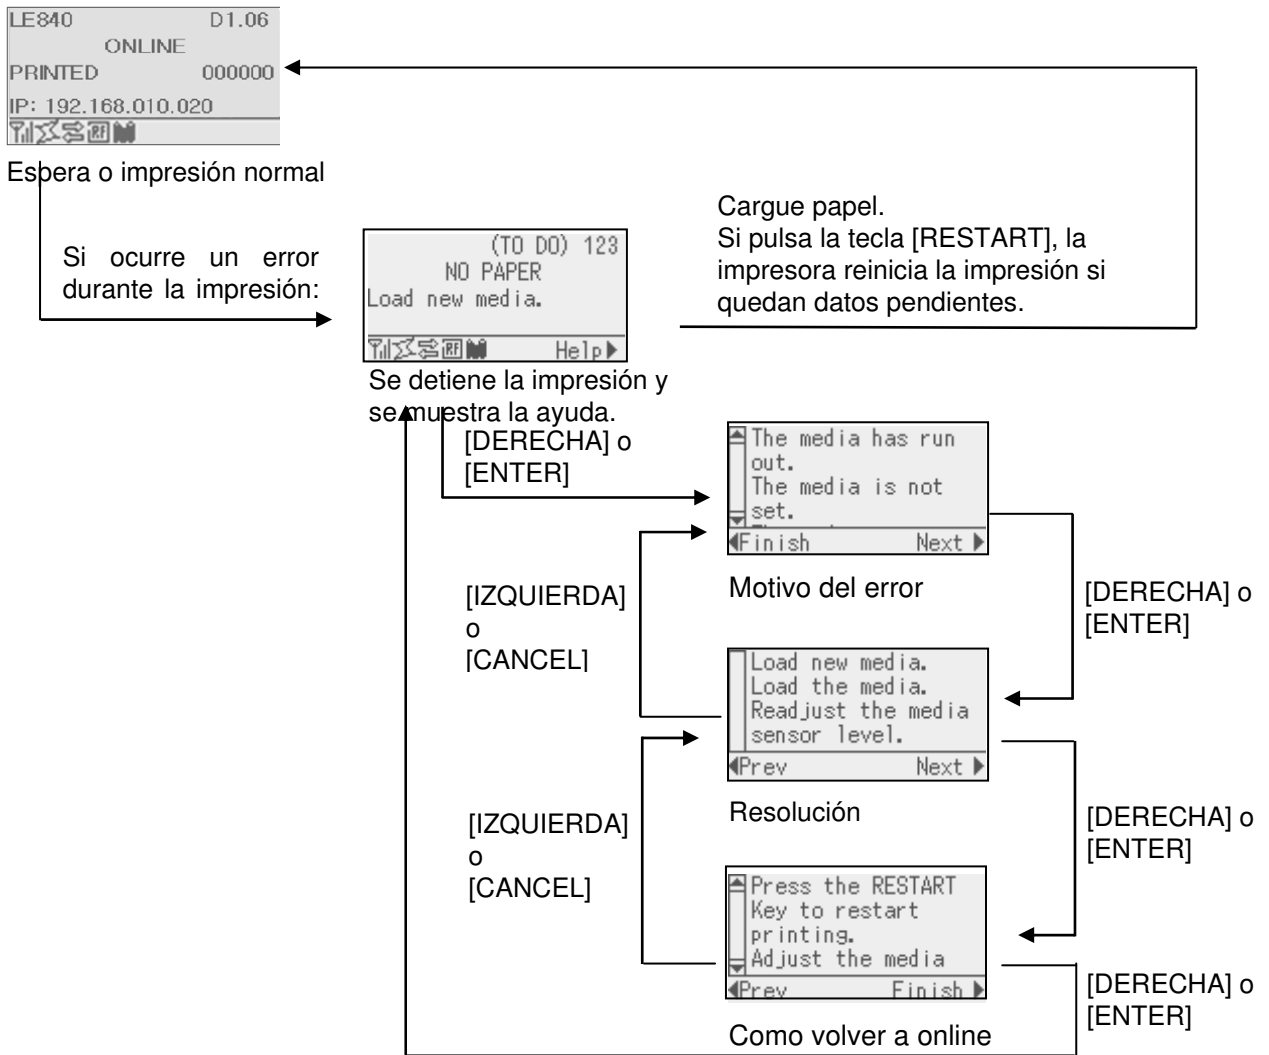 LE840 D1.06
ONLINE
PRINTED 000000
IP: 192.168.010.020
RF
Espera o impresión normal
Si ocurre un error
durante la impresión:
(TO DO) 123
NO PAPER
Load new media.
RF Help
Se detiene la impresión y
se muestra la ayuda.
Cargue papel.
Si pulsa la tecla [RESTART], la
impresora reinicia la impresión si
quedan datos pendientes.
[DERECHA] o
[ENTER]
The media has run
out.
The media is not
set.
Finish Next
Motivo del error
[IZQUIERDA]
o
[CANCEL]
[DERECHA] o
[ENTER]
Load new media.
Load the media.
Readjust the media
sensor level.
Prev Next
Resolución
[IZQUIERDA]
o
[CANCEL]
[DERECHA] o
[ENTER]
Press the RESTART
Key to restart
printing.
Adjust the media
Prev Finish
Como volver a online
[DERECHA] o
[ENTER]